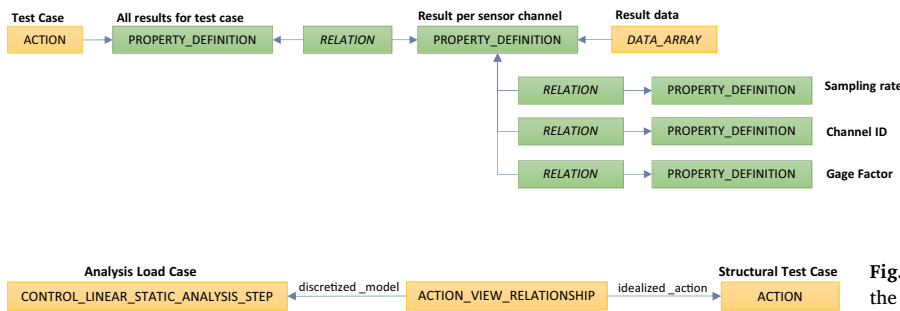 Test Case
All results for test case
Result per sensor channel
Result data
ACTION
PROPERTY_DEFINITION
RELATION
PROPERTY_DEFINITION
DATA_ARRAY
RELATION
PROPERTY_DEFINITION
Sampling rate
RELATION
PROPERTY_DEFINITION
Channel ID
RELATION
PROPERTY_DEFINITION
Gage Factor
Analysis Load Case
Structural Test Case
Fig.
CONTROL_LINEAR_STATIC_ANALYSIS_STEP
discretized _model
ACTION_VIEW_RELATIONSHIP
idealized_action
ACTION
the